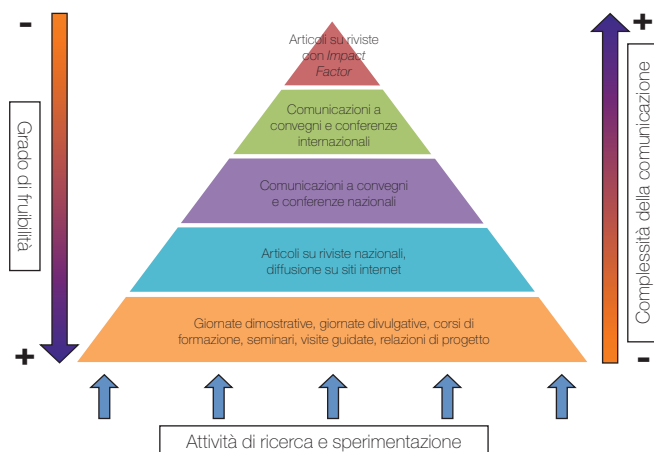 -
+
Articoli su riviste
con Impact
Factor
Comunicazioni a
convegni e conferenze
internazionali
Comunicazioni a convegni
e conferenze nazionali
Articoli su riviste nazionali,
diffusione su siti internet
Giornate dimostrative, giornate divulgative, corsi di
formazione, seminari, visite guidate, relazioni di progetto
Grado di fruibilità
Complessità della comunicazione
+
-
Attività di ricerca e sperimentazione